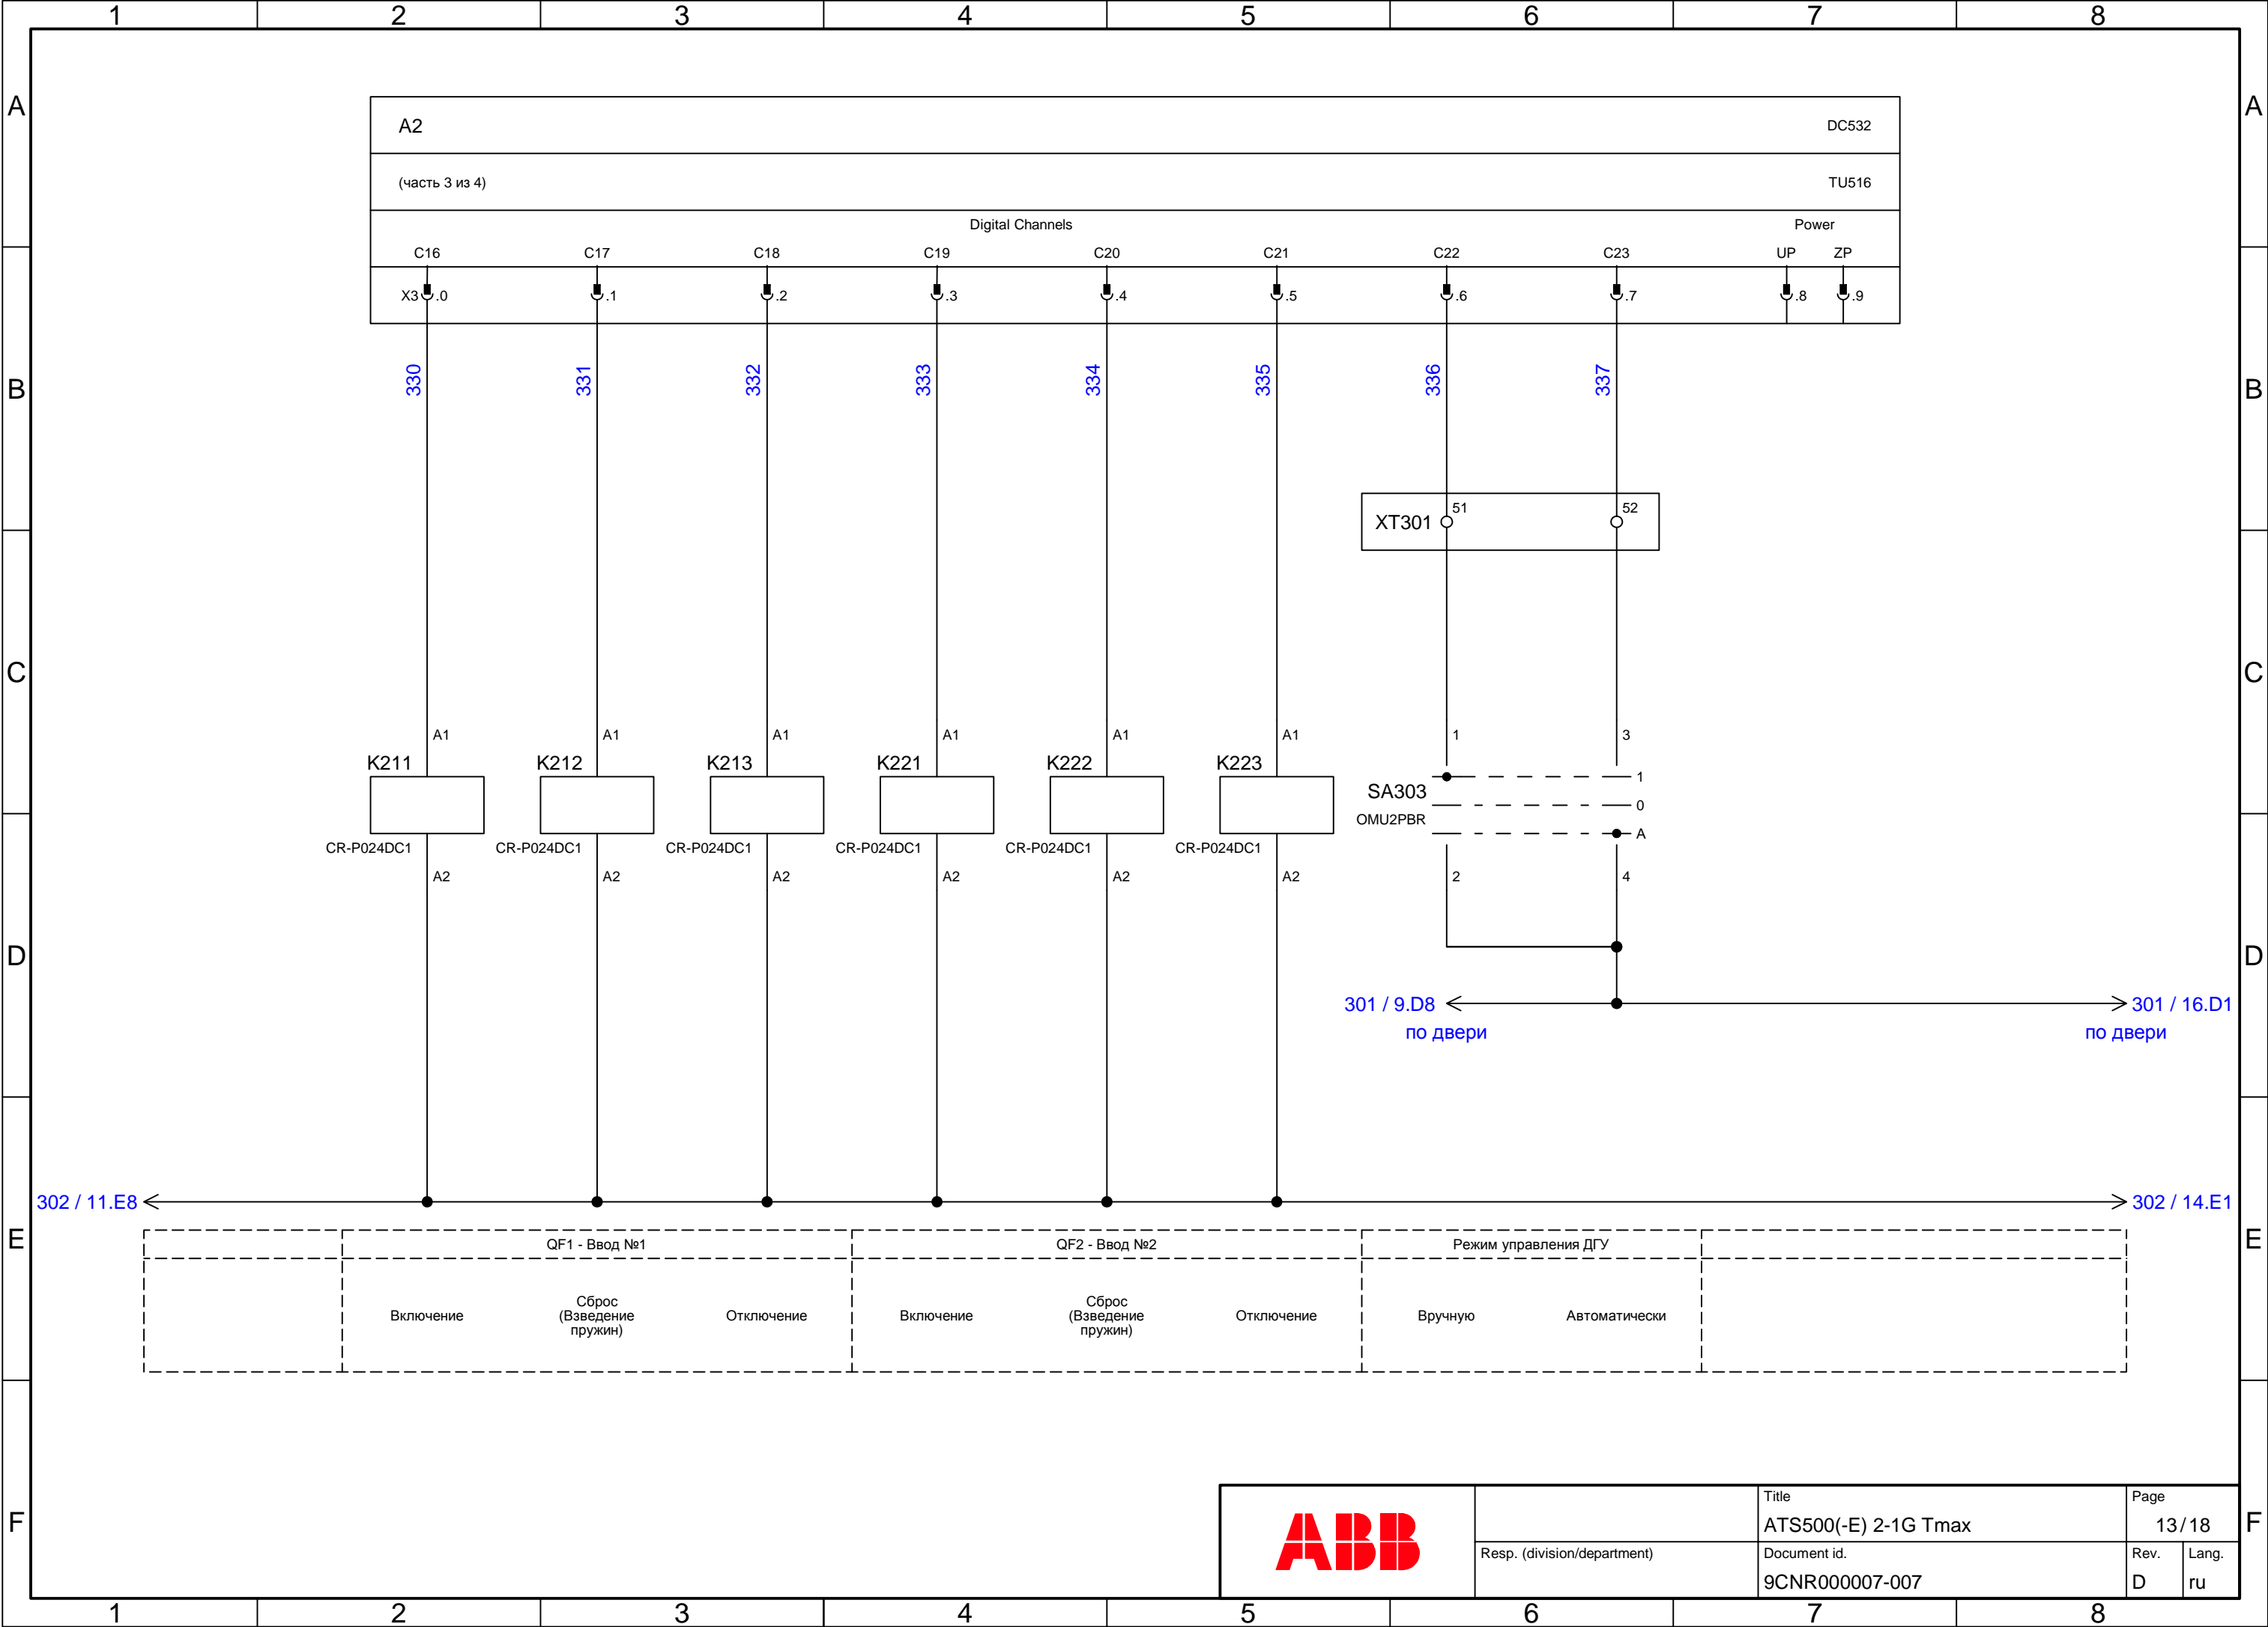 1 2 3 4 5 6 7 8
A A
A2 DC532
(часть 3 из 4) TU516
Digital Channels Power
C16 C17 C18 C19 C20 C21 C22 C23 UP ZP
X3 .0 .1 .2 .3 .4 .5 .6 .7 .8 .9
B B
330 331 332 333 334 335 336 337
XT301 51 52
C C
A1 A1 A1 A1 A1 A1 1 3
K211 K212 K213 K221 K222 K223
1
SA303
0
OMU2PBR
A
CR-P024DC1 CR-P024DC1 CR-P024DC1 CR-P024DC1 CR-P024DC1 CR-P024DC1
A2 A2 A2 A2 A2 A2 2 4
D D
301 / 9.D8 301 / 16.D1
по двери по двери
302 / 11.E8 302 / 14.E1
E E
QF1 - Ввод №1 QF2 - Ввод №2 Режим управления ДГУ
Включение
Сброс
(Взведение
пружин)
Отключение
Включение
Сброс
(Взведение
пружин)
Отключение
Вручную
Автоматически
F F
ABB
Title
ATS500(-E) 2-1G Tmax
Page
13/18
Resp. (division/department)
Document id.
9CNR000007-007
Rev.
D
Lang.
ru
1 2 3 4 5 6 7 8